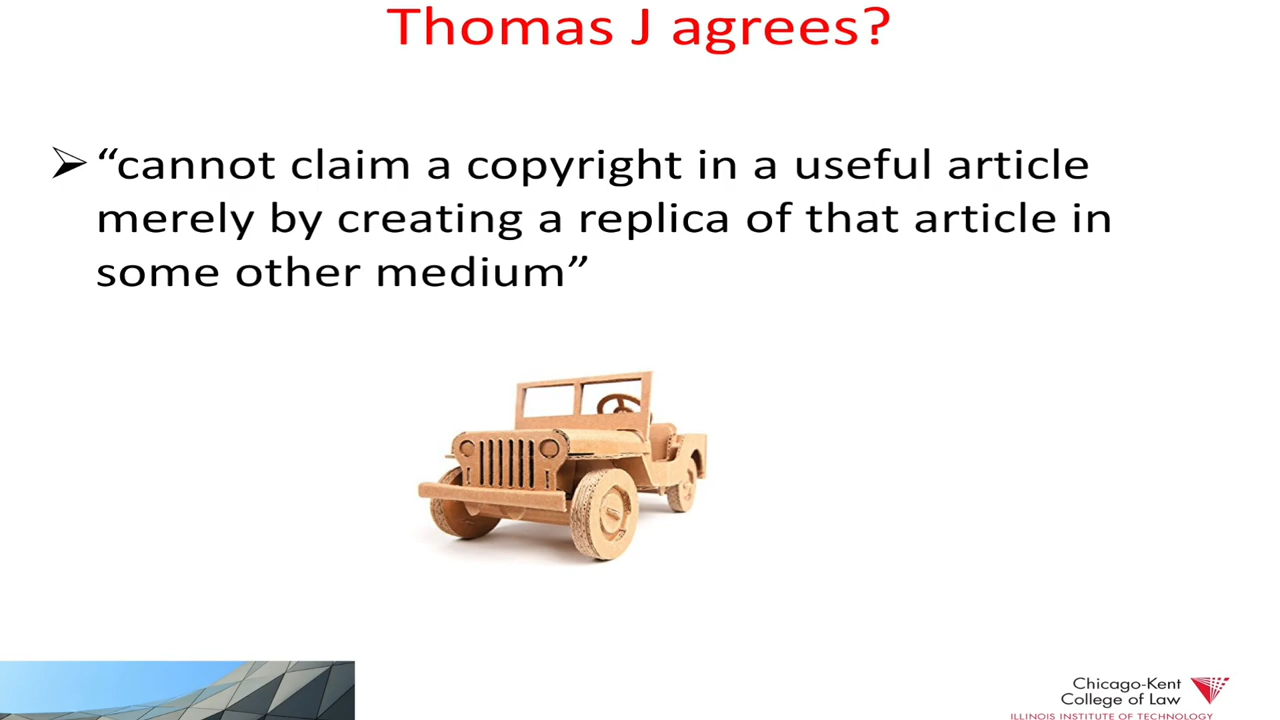 Thomas J agrees?
“cannot claim a copyright in a useful article
merely by creating a replica of that article in
some other medium”
Chicago-Kent
College of Law
ILLINOIS INSTITUTE OF TECHNOLOGY